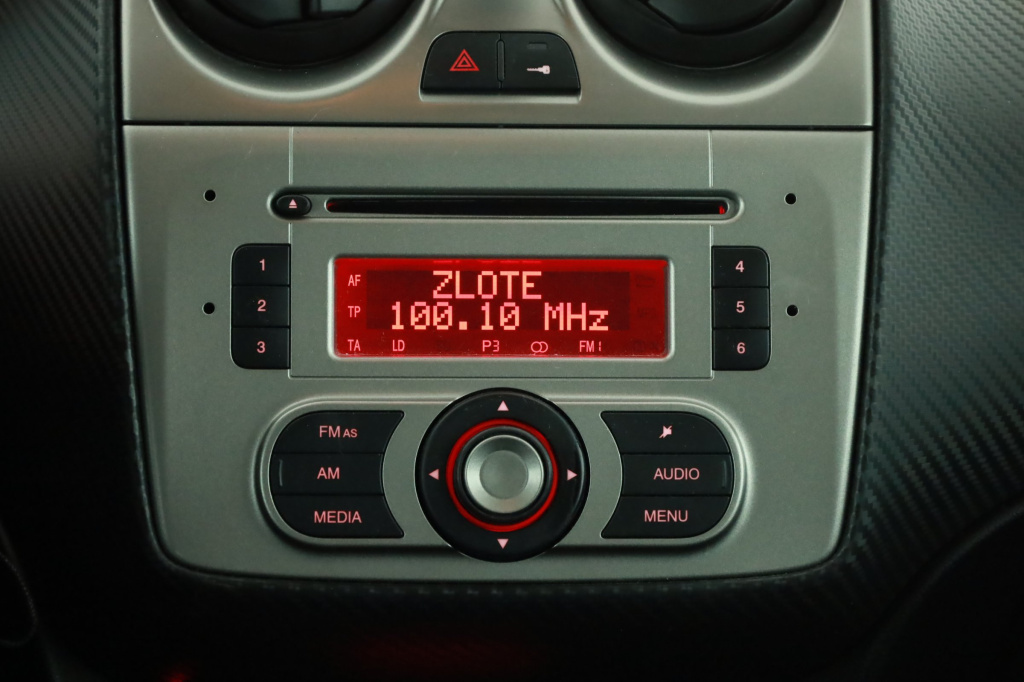 1
2
3
AF ZLOTE
TP 100.10 MHz
TA LD P3 FM1
4
5
6
FM AS
AM
MEDIA
AUDIO
MENU